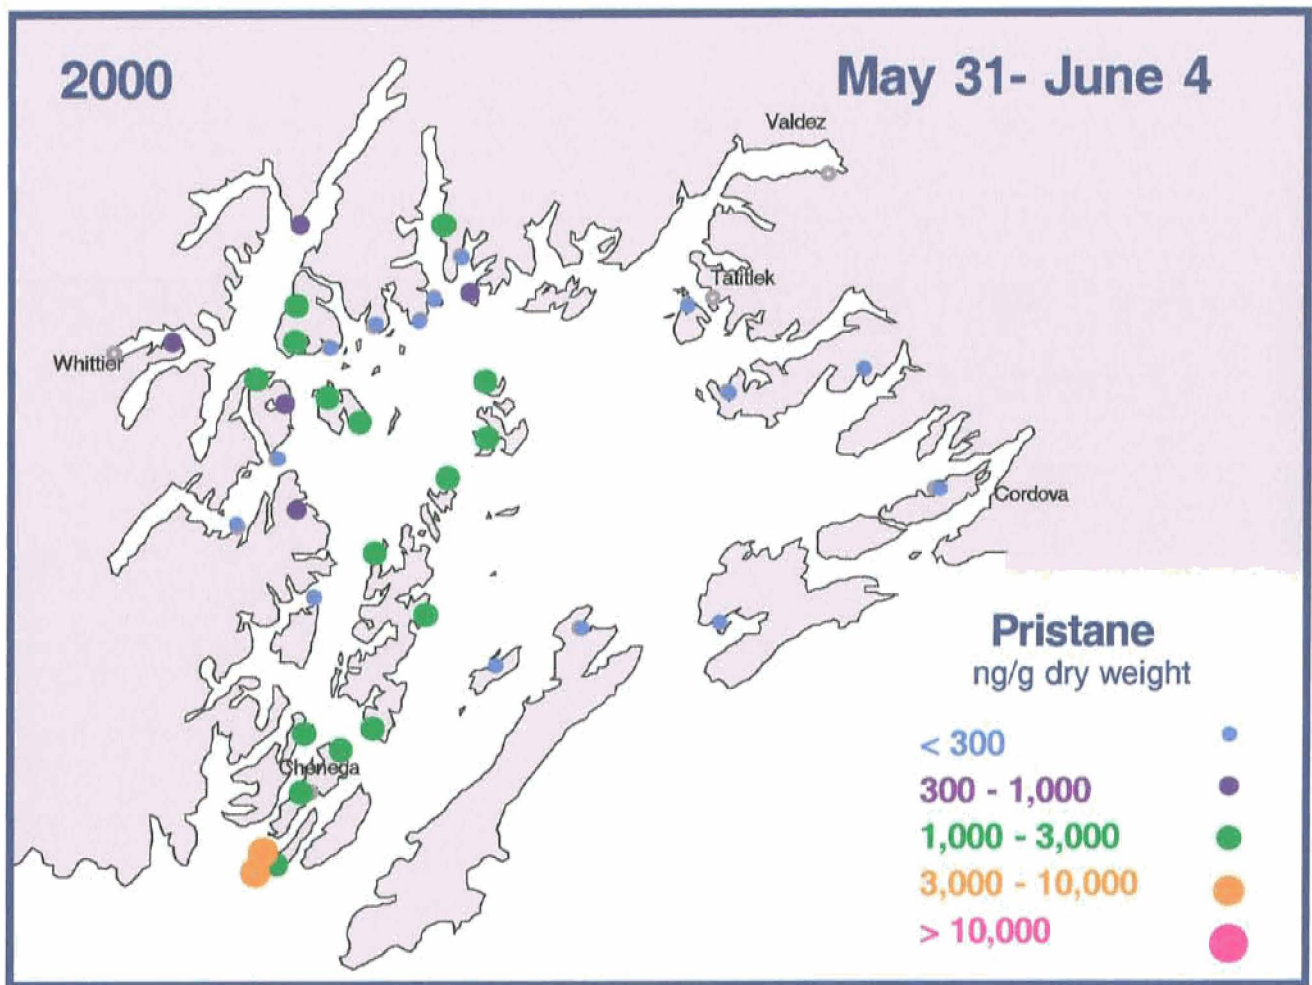 2000
May 31- June 4
Valdez
Tatitlek
Whittier
Cordova
Chenega
Pristane
ng/g dry weight
< 300
300 - 1,000
1,000 - 3,000
3,000 - 10,000
> 10,000